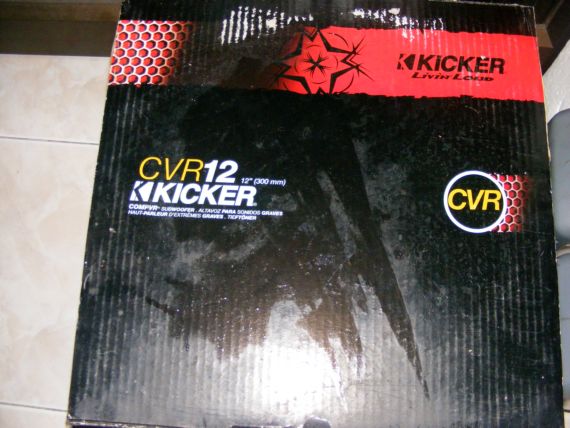 KICKER
LIVIN' LOUD
CVR12 12" (300 mm)
KICKER
COMPVR™ SUBWOOFER . ALTAVOZ PARA SONIDOS GRAVES
HAUT-PARLEUR D'EXTRÊMES GRAVES . TIEFTÖNER
CVR